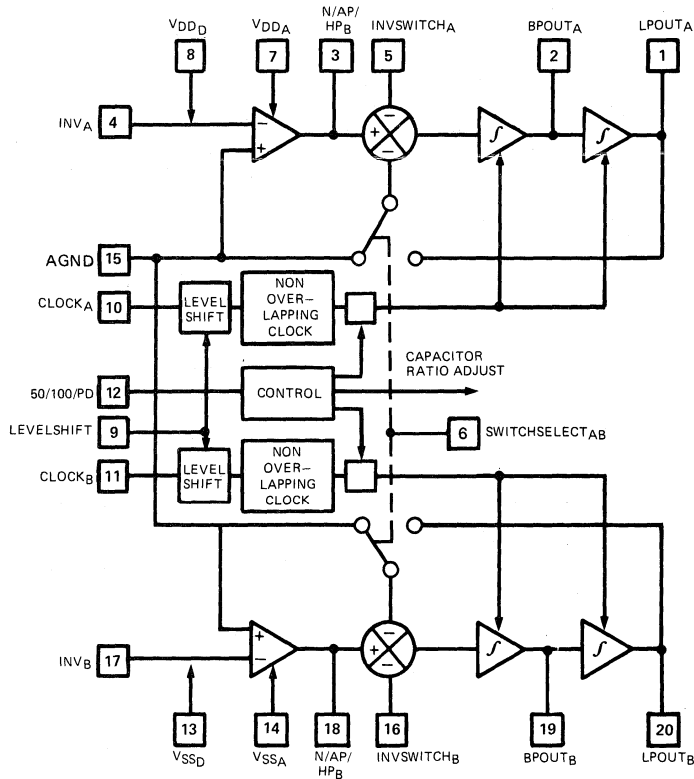 VDDD
VDDA
N/AP/
HPB
INVSWITCHA
BPOUTA
LPOUTA
8
7
3
5
2
1
INVA
4
−
+
+
−
−
∫
∫
AGND
15
CLOCKA
10
LEVEL
SHIFT
NON
OVER–
LAPPING
CLOCK
CAPACITOR
RATIO ADJUST
50/100/PD
12
CONTROL
LEVELSHIFT
9
6
SWITCHSELECTAB
CLOCKB
11
LEVEL
SHIFT
NON
OVER–
LAPPING
CLOCK
INVB
17
+
−
+
−
−
∫
∫
13
14
18
16
19
20
VSSD
VSSA
N/AP/
HPB
INVSWITCHB
BPOUTB
LPOUTB